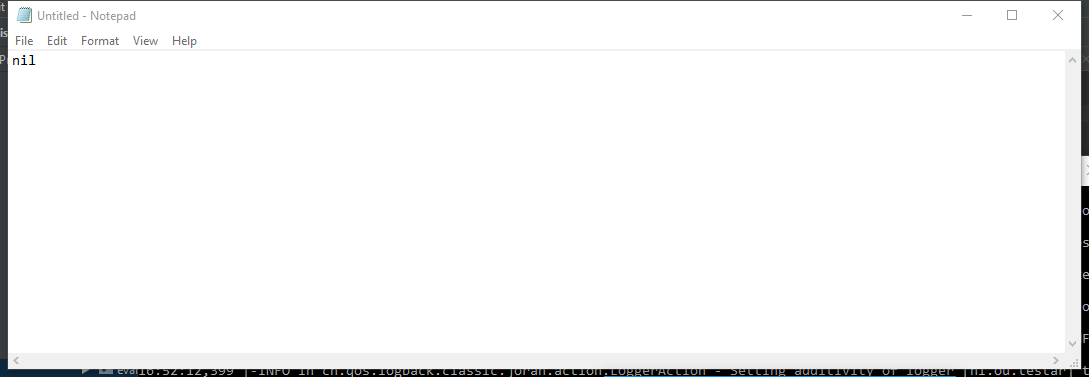 Untitled - Notepad
File Edit Format View Help
nil
eval 16:52:12,399 |-INFO in ch.qos.logback.classic.joran.action.LoggerAction - Setting additivity of logger [nl.ou.testar] t